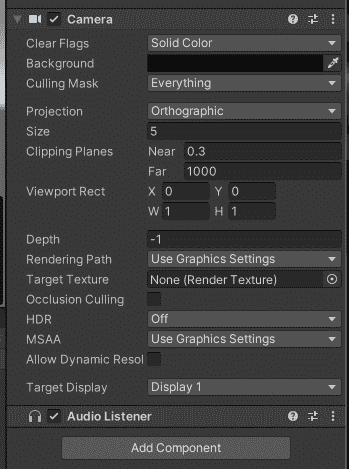 Camera
Clear Flags Solid Color
Background
Culling Mask Everything
Projection Orthographic
Size 5
Clipping Planes Near 0.3
Far 1000
Viewport Rect X 0 Y 0
W 1 H 1
Depth -1
Rendering Path Use Graphics Settings
Target Texture None (Render Texture)
Occlusion Culling
HDR Off
MSAA Use Graphics Settings
Allow Dynamic Resol
Target Display Display 1
Audio Listener
Add Component